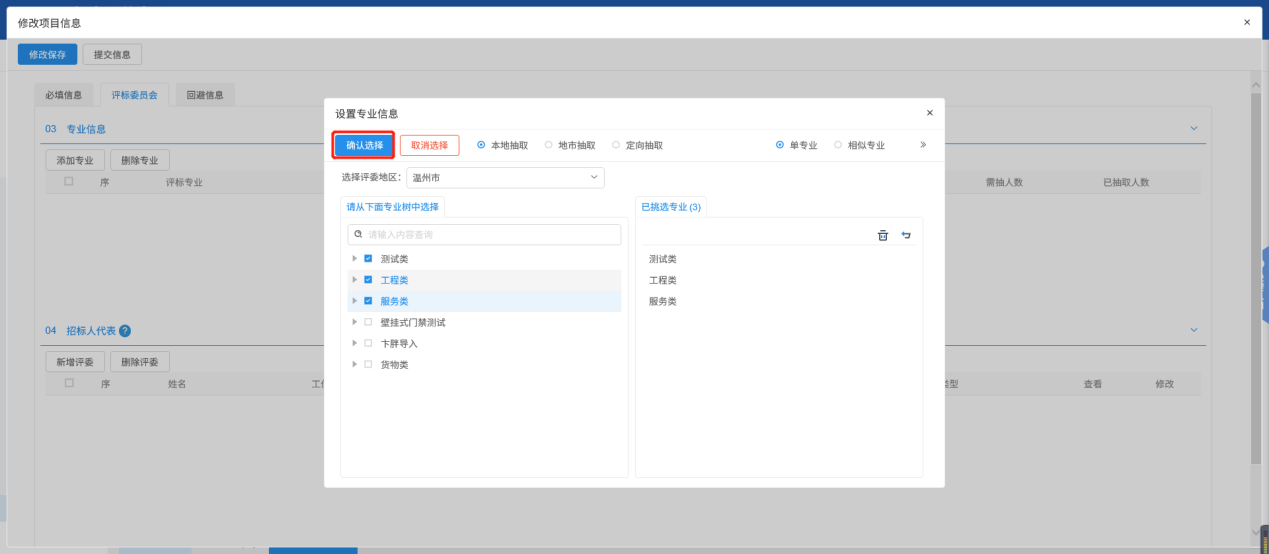 修改项目信息
×
修改保存 提交信息
必填信息 评标委员会 回避信息
03 专业信息
添加专业 删除专业
序 评标专业 需抽人数 已抽取人数
04 招标人代表 ?
新增评委 删除评委
序 姓名 查看 修改
设置专业信息
×
确认选择 取消选择 本地抽取 地市抽取 定向抽取 单专业 相似专业 »
选择评委地区: 温州市
请从下面专业树中选择
请输入内容查询
测试类
工程类
服务类
壁挂式门禁测试
卞胖导入
货物类
已挑选专业 (3)
测试类
工程类
服务类